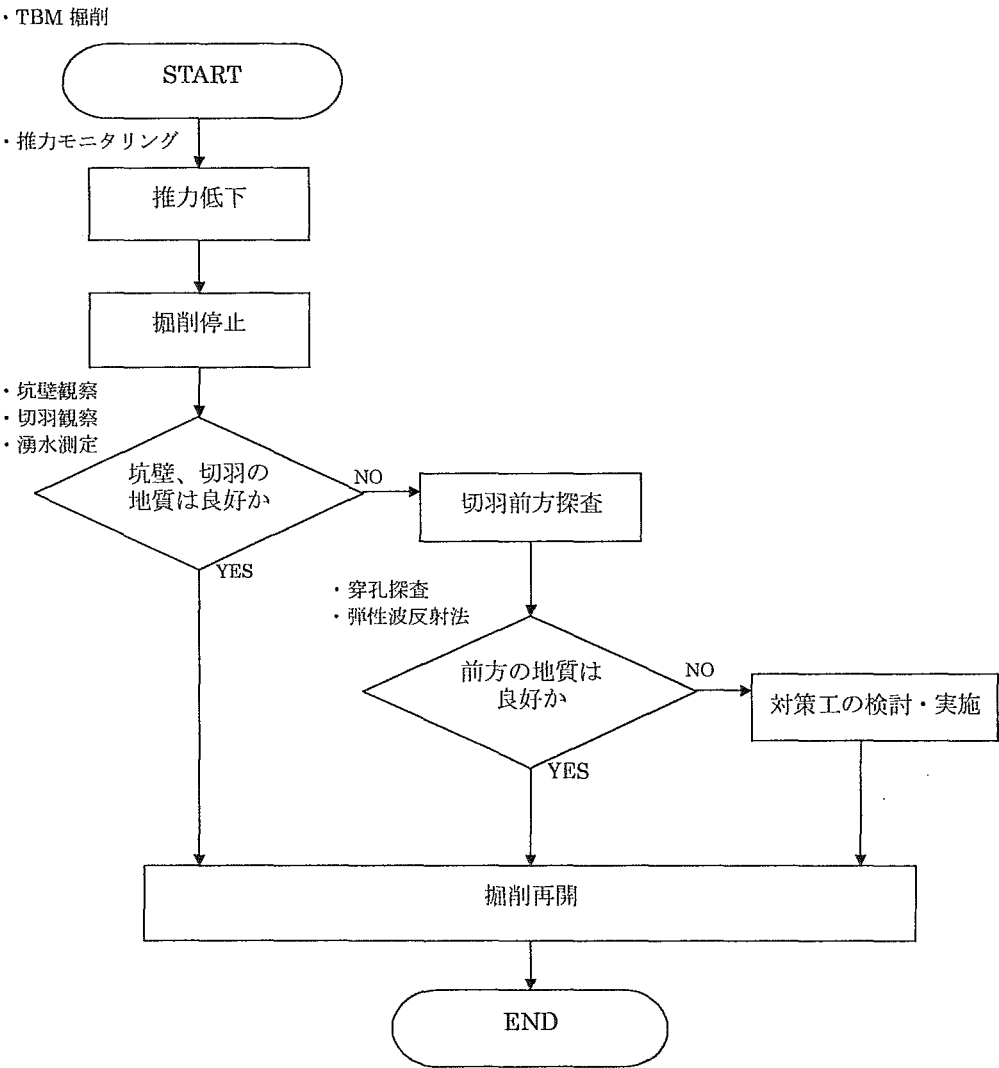 ・TBM 掘削
START
・推力モニタリング
推力低下
掘削停止
・坑壁観察
・切羽観察
・湧水測定
坑壁、切羽の
地質は良好か
NO
YES
切羽前方探査
・穿孔探査
・弾性波反射法
前方の地質は
良好か
NO
YES
対策工の検討・実施
掘削再開
END